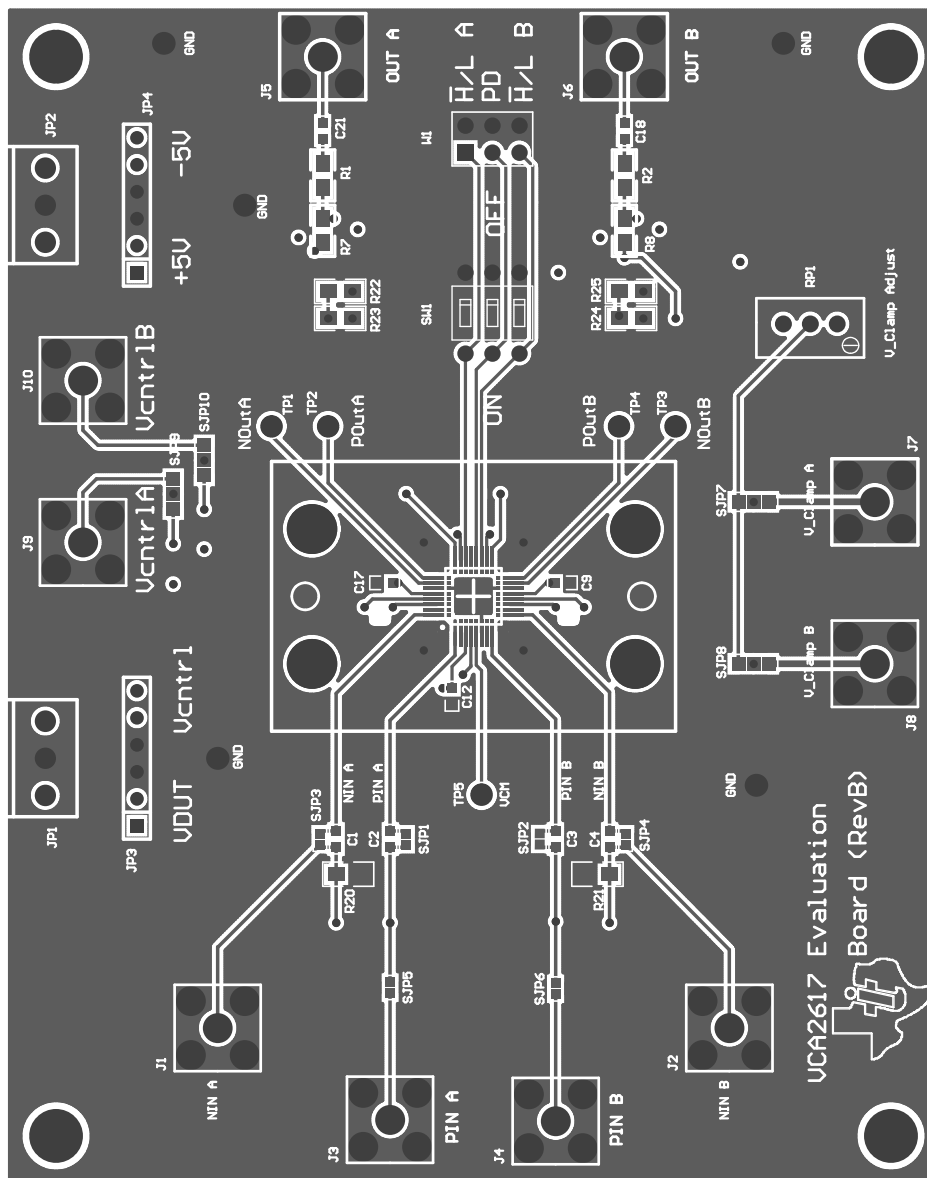 GND
J5
OUT A
C21
R1
R7
R22
R23
H/L A
PD
H/L B
W1
OFF
SW1
ON
J6
OUT B
C18
R2
R8
R25
R24
GND
JP2
JP4
-5V
+5V
GND
RP1
V_Clamp Adjust
J10
VcntrlB
SJP10
SJP9
J9
VcntrlA
NOutA
TP1
TP2
POutA
POutB
TP4
TP3
NOutB
SJP7
V_Clamp A
J7
C17
C9
C12
SJP8
V_Clamp B
J8
JP1
JP3
VDUT
Vcntrl
GND
NIN A
PIN A
TP5
VCM
PIN B
NIN B
GND
SJP3
C1
C2
SJP1
SJP2
C3
C4
SJP4
R20
R21
SJP5
SJP6
J1
NIN A
J3
PIN A
J4
PIN B
J2
NIN B
VCA2617 Evaluation
Board (RevB)